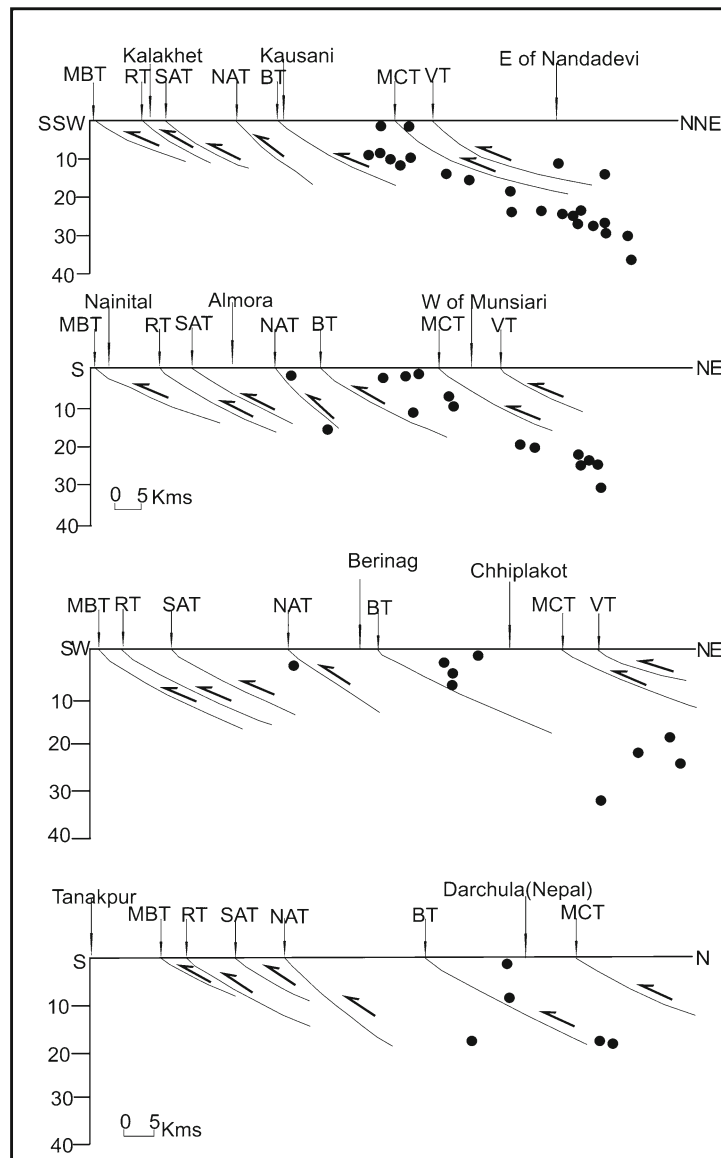 Kalakhet Kausani E of Nandadevi
MBT RT SAT NAT BT MCT VT
SSW NNE
10
20
30
40
Nainital Almora W of Munsiari
MBT RT SAT NAT BT MCT VT
S NE
10
20
30
40
0 5 Kms
Berinag Chhiplakot
MBT RT SAT NAT BT MCT VT
SW NE
10
20
30
40
Tanakpur Darchula(Nepal)
MBT RT SAT NAT BT MCT
S N
10
20
30
40
0 5
Kms